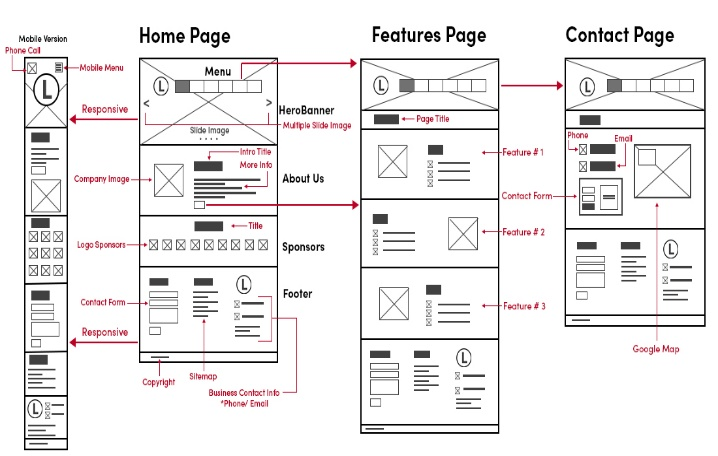 Mobile Version
Phone Call
Mobile Menu
L
Responsive
Company Image
Logo Sponsors
Contact Form
Responsive
Home Page
Menu
L
<
>
HeroBanner
Multiple Slide Image
Slide Image
Intro Title
More Info
About Us
Title
Sponsors
L
Footer
Copyright
Sitemap
Business Contact Info
*Phone/ Email
L
Features Page
L
Page Title
Feature # 1
Feature # 2
Feature # 3
L
Contact Page
L
Phone
Email
Contact Form
L
Google Map